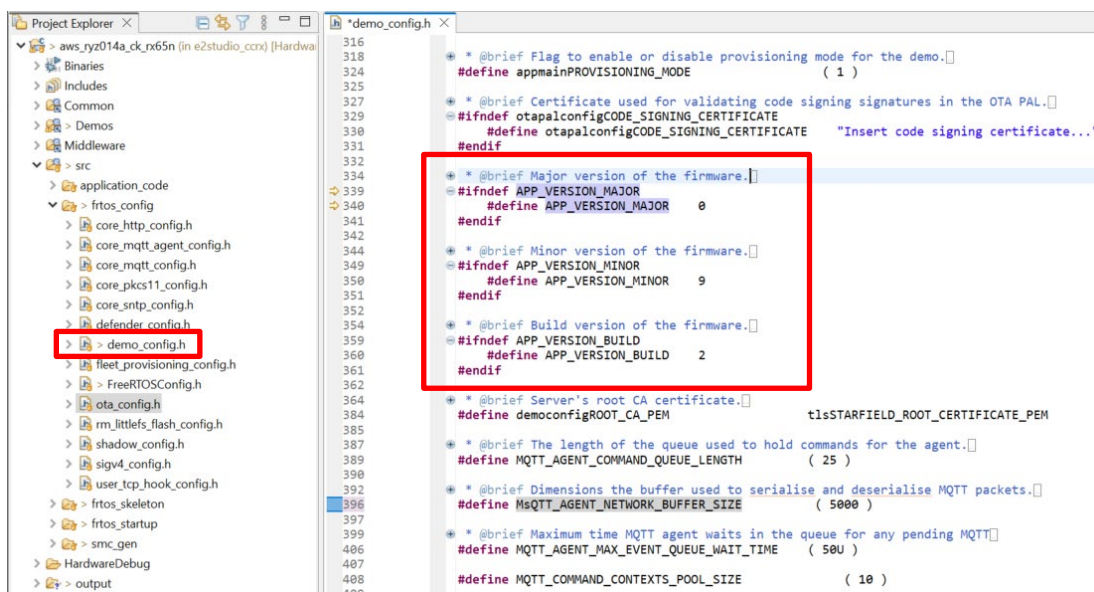 Project Explorer
aws_ryz014a_ck_rx65n (in e2studio_ccrx) [Hardwar
Binaries
Includes
Common
> Demos
Middleware
> src
application_code
> frtos_config
core_http_config.h
core_mqtt_agent_config.h
core_mqtt_config.h
core_pkcs11_config.h
core_sntp_config.h
defender_config.h
> demo_config.h
fleet_provisioning_config.h
> FreeRTOSConfig.h
ota_config.h
rm_littlefs_flash_config.h
shadow_config.h
sigv4_config.h
user_tcp_hook_config.h
> frtos_skeleton
> frtos_startup
> smc_gen
HardwareDebug
> output
*demo_config.h
316
318 * @brief Flag to enable or disable provisioning mode for the demo.
324 #define appmainPROVISIONING_MODE ( 1 )
325
327 * @brief Certificate used for validating code signing signatures in the OTA PAL.
329 #ifndef otapalconfigCODE_SIGNING_CERTIFICATE
330 #define otapalconfigCODE_SIGNING_CERTIFICATE "Insert code signing certificate..."
331 #endif
332
334 * @brief Major version of the firmware.
339 #ifndef APP_VERSION_MAJOR
340 #define APP_VERSION_MAJOR 0
341 #endif
342
344 * @brief Minor version of the firmware.
349 #ifndef APP_VERSION_MINOR
350 #define APP_VERSION_MINOR 9
351 #endif
352
354 * @brief Build version of the firmware.
359 #ifndef APP_VERSION_BUILD
360 #define APP_VERSION_BUILD 2
361 #endif
362
364 * @brief Server's root CA certificate.
384 #define democonfigROOT_CA_PEM tlsSTARFIELD_ROOT_CERTIFICATE_PEM
385
387 * @brief The length of the queue used to hold commands for the agent.
389 #define MQTT_AGENT_COMMAND_QUEUE_LENGTH ( 25 )
390
392 * @brief Dimensions the buffer used to serialise and deserialise MQTT packets.
396 #define MsQTT_AGENT_NETWORK_BUFFER_SIZE ( 5000 )
397
399 * @brief Maximum time MQTT agent waits in the queue for any pending MQTT
406 #define MQTT_AGENT_MAX_EVENT_QUEUE_WAIT_TIME ( 50U )
407
408 #define MQTT_COMMAND_CONTEXTS_POOL_SIZE ( 10 )